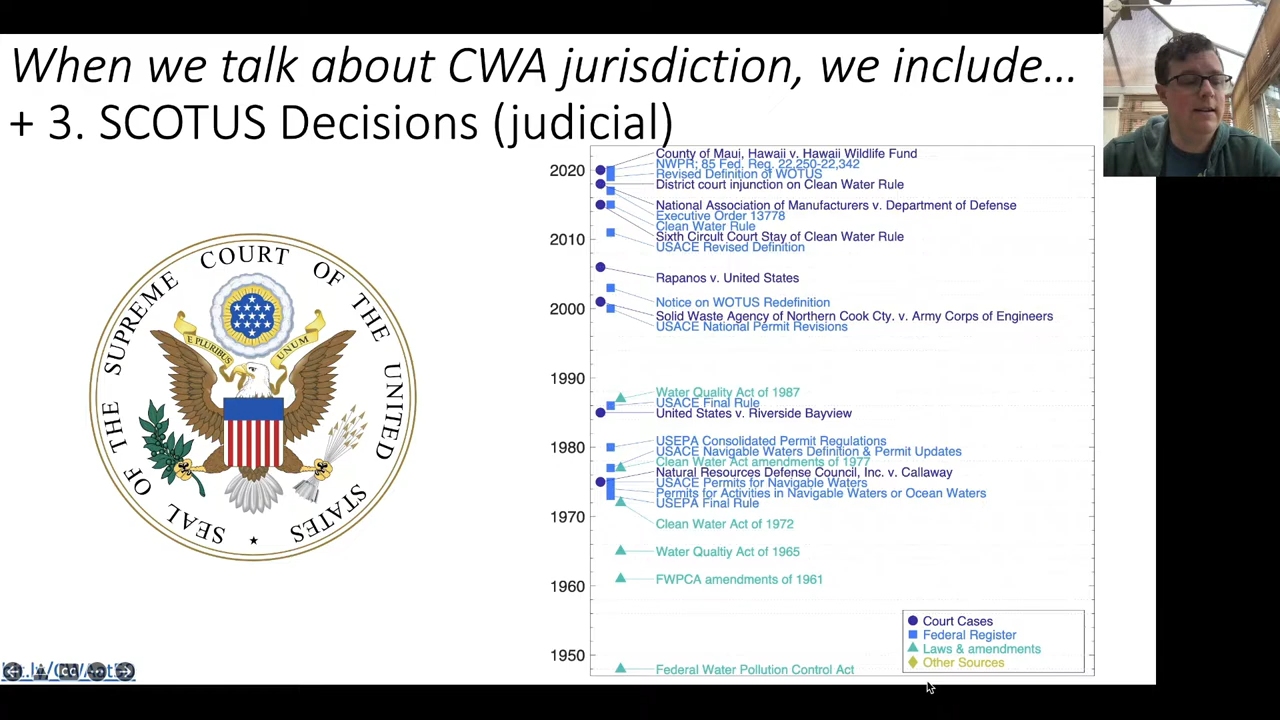 When we talk about CWA jurisdiction, we include…
+ 3. SCOTUS Decisions (judicial)
SEAL OF THE SUPREME COURT OF THE UNITED STATES
E PLURIBUS UNUM
2020
2010
2000
1990
1980
1970
1960
1950
County of Maui, Hawaii v. Hawaii Wildlife Fund
NWPR; 85 Fed. Reg. 22,250-22,342
Revised Definition of WOTUS
District court injunction on Clean Water Rule
National Association of Manufacturers v. Department of Defense
Executive Order 13778
Clean Water Rule
Sixth Circult Court Stay of Clean Water Rule
USACE Revised Definition
Rapanos v. United States
Notice on WOTUS Redefinition
Solid Waste Agency of Northern Cook Cty. v. Army Corps of Engineers
USACE National Permit Revisions
Water Quality Act of 1987
USACE Final Rule
United States v. Riverside Bayview
USEPA Consolidated Permit Regulations
USACE Navigable Waters Definition & Permit Updates
Clean Water Act amendments of 1977
Natural Resources Defense Council, Inc. v. Callaway
USACE Permits for Navigable Waters
Permits for Activities in Navigable Waters or Ocean Waters
USEPA Final Rule
Clean Water Act of 1972
Water Qualtiy Act of 1965
FWPCA amendments of 1961
Federal Water Pollution Control Act
Court Cases
Federal Register
Laws & amendments
Other Sources